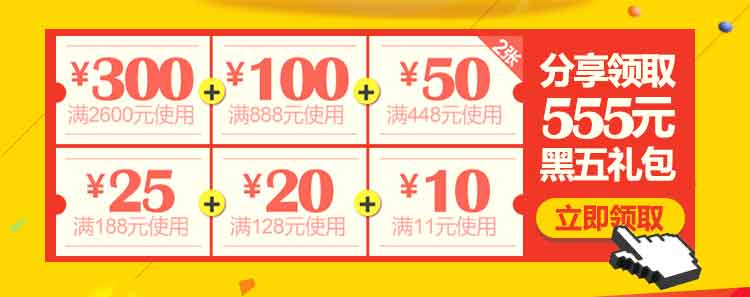 ¥300
满2600元使用
¥100
满888元使用
2张
¥50
满448元使用
¥25
满188元使用
¥20
满128元使用
¥10
满11元使用
分享领取
555元
黑五礼包
立即领取